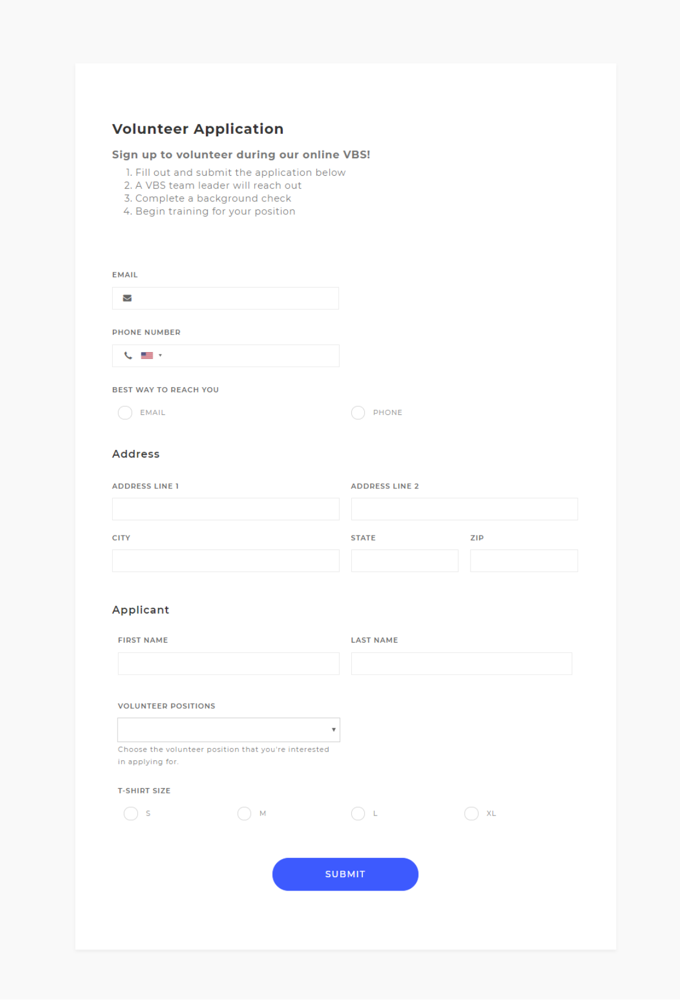 Volunteer Application
Sign up to volunteer during our online VBS!
1. Fill out and submit the application below
2. A VBS team leader will reach out
3. Complete a background check
4. Begin training for your position
EMAIL
PHONE NUMBER
BEST WAY TO REACH YOU
EMAIL PHONE
Address
ADDRESS LINE 1 ADDRESS LINE 2
CITY STATE ZIP
Applicant
FIRST NAME LAST NAME
VOLUNTEER POSITIONS
Choose the volunteer position that you're interested
in applying for.
T-SHIRT SIZE
S M L XL
SUBMIT